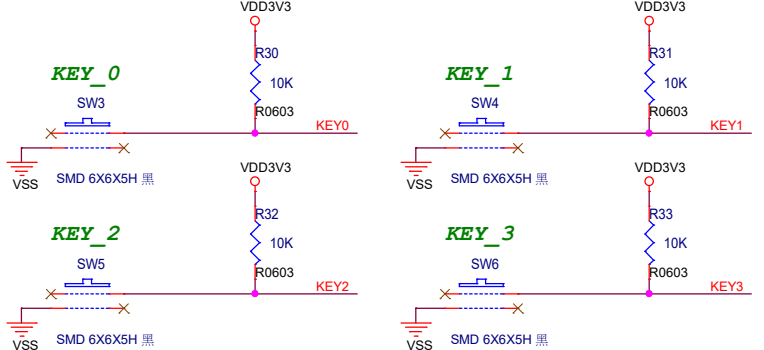 VDD3V3
R30
KEY_0
10K
SW3
R0603
KEY0
VSS
SMD 6X6X5H 黑
VDD3V3
R31
KEY_1
10K
SW4
R0603
KEY1
VSS
SMD 6X6X5H 黑
VDD3V3
R32
KEY_2
10K
SW5
R0603
KEY2
VSS
SMD 6X6X5H 黑
VDD3V3
R33
KEY_3
10K
SW6
R0603
KEY3
VSS
SMD 6X6X5H 黑